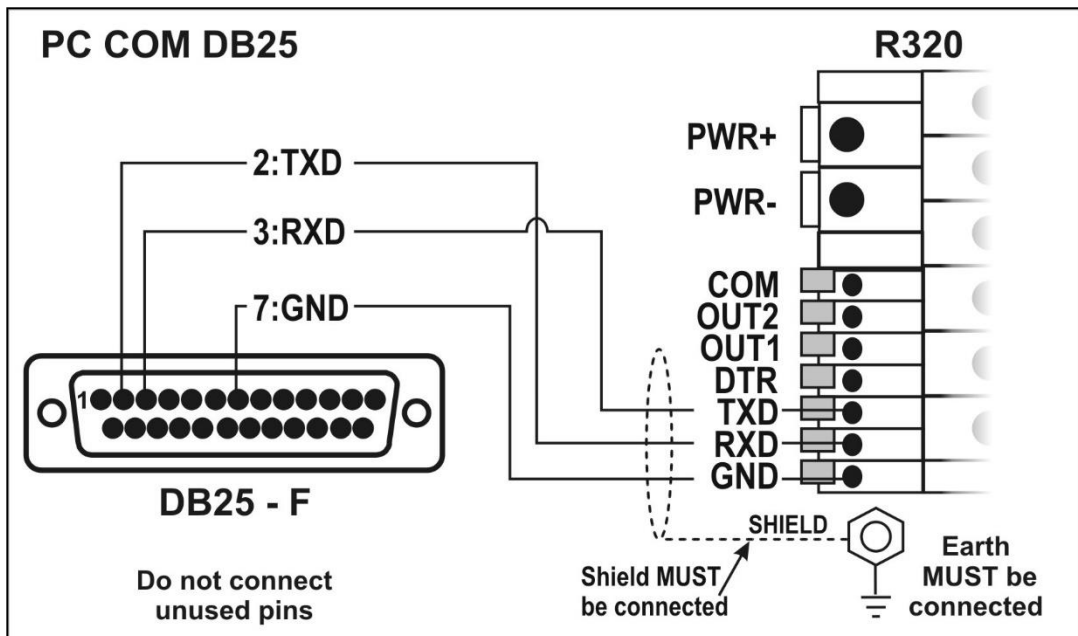 PC COM DB25
R320
PWR+
2:TXD
PWR-
3:RXD
COM
7:GND
OUT2
OUT1
DTR
1
TXD
RXD
GND
DB25 - F
SHIELD
Do not connect
unused pins
Shield MUST
be connected
Earth
MUST be
connected